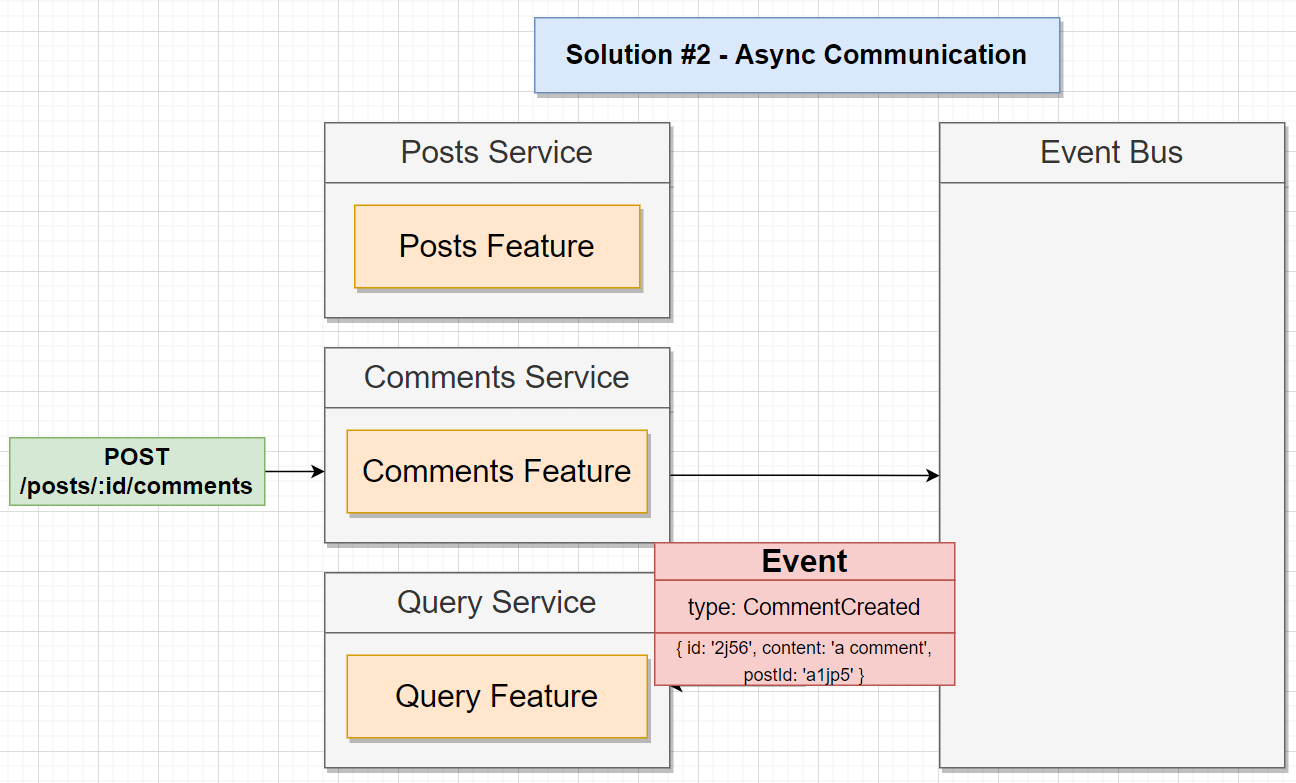 Solution #2 - Async Communication
Posts Service
Event Bus
Posts Feature
Comments Service
POST
/posts/:id/comments
Comments Feature
Event
type: CommentCreated
{ id: '2j56', content: 'a comment',
postId: 'a1jp5' }
Query Service
Query Feature